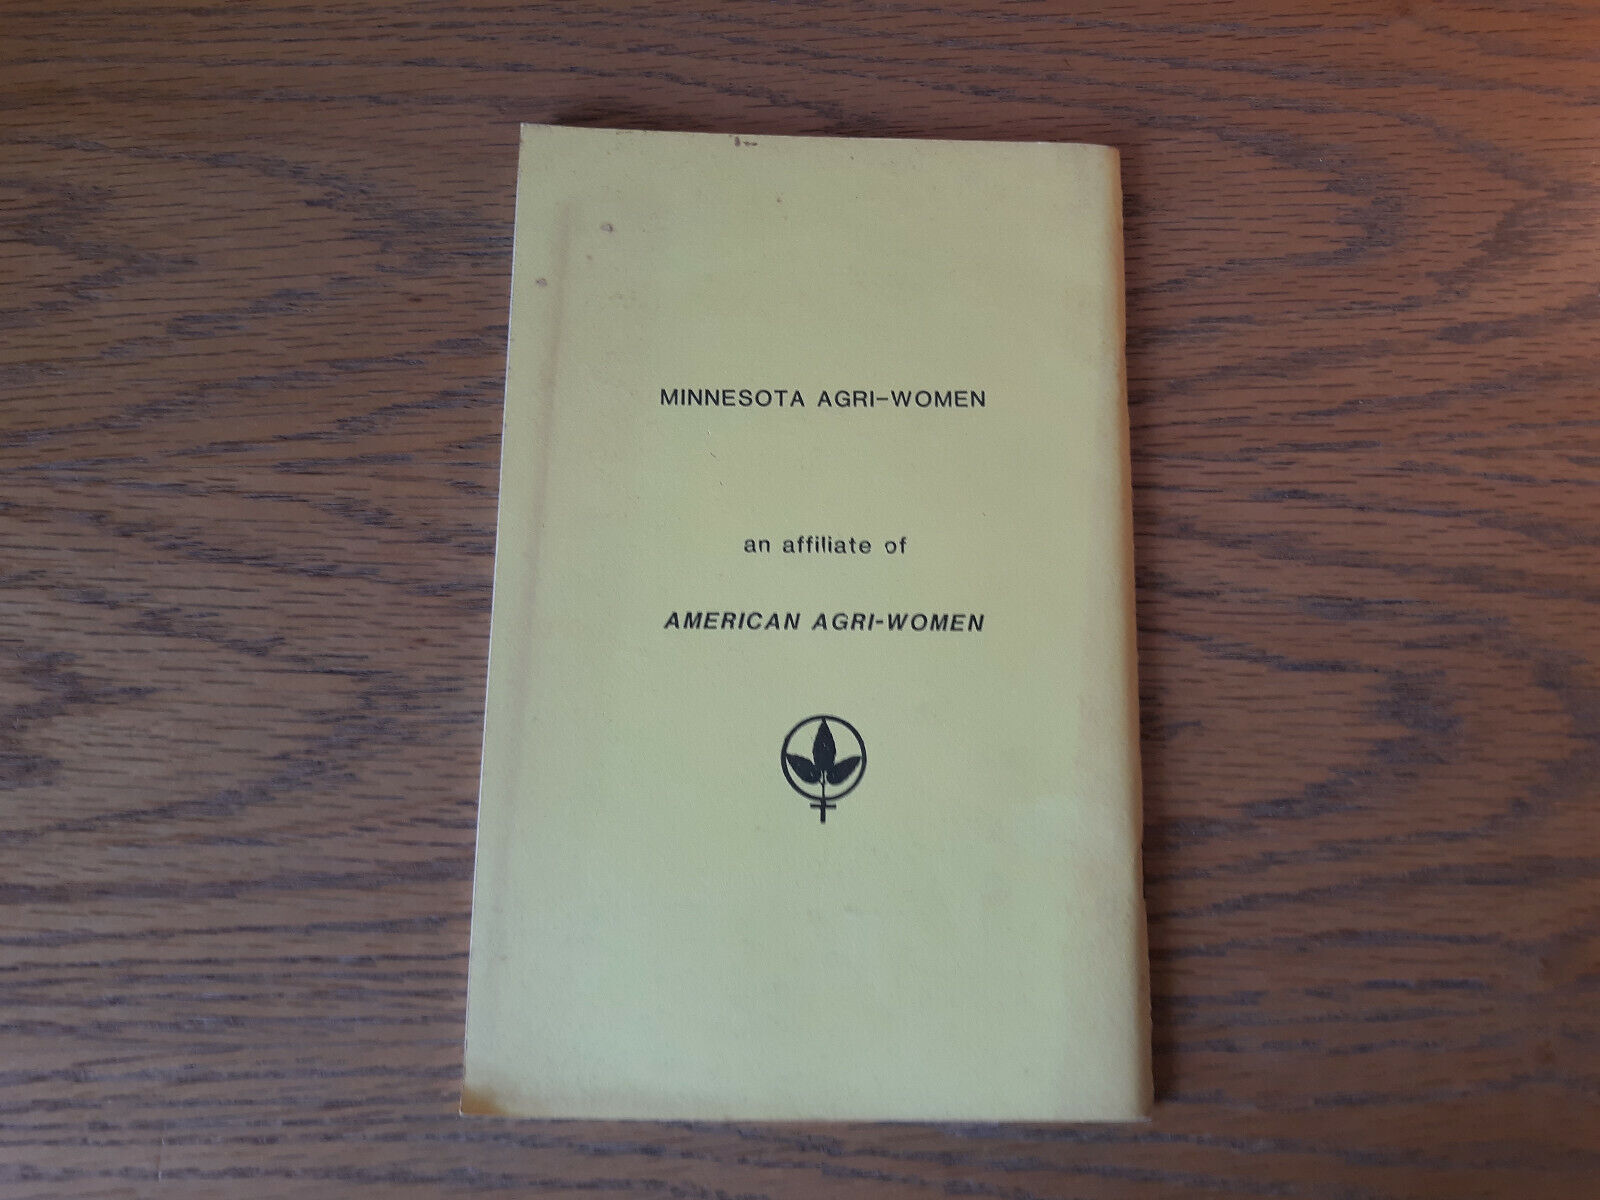 MINNESOTA AGRI-WOMEN
an affiliate of
AMERICAN AGRI-WOMEN